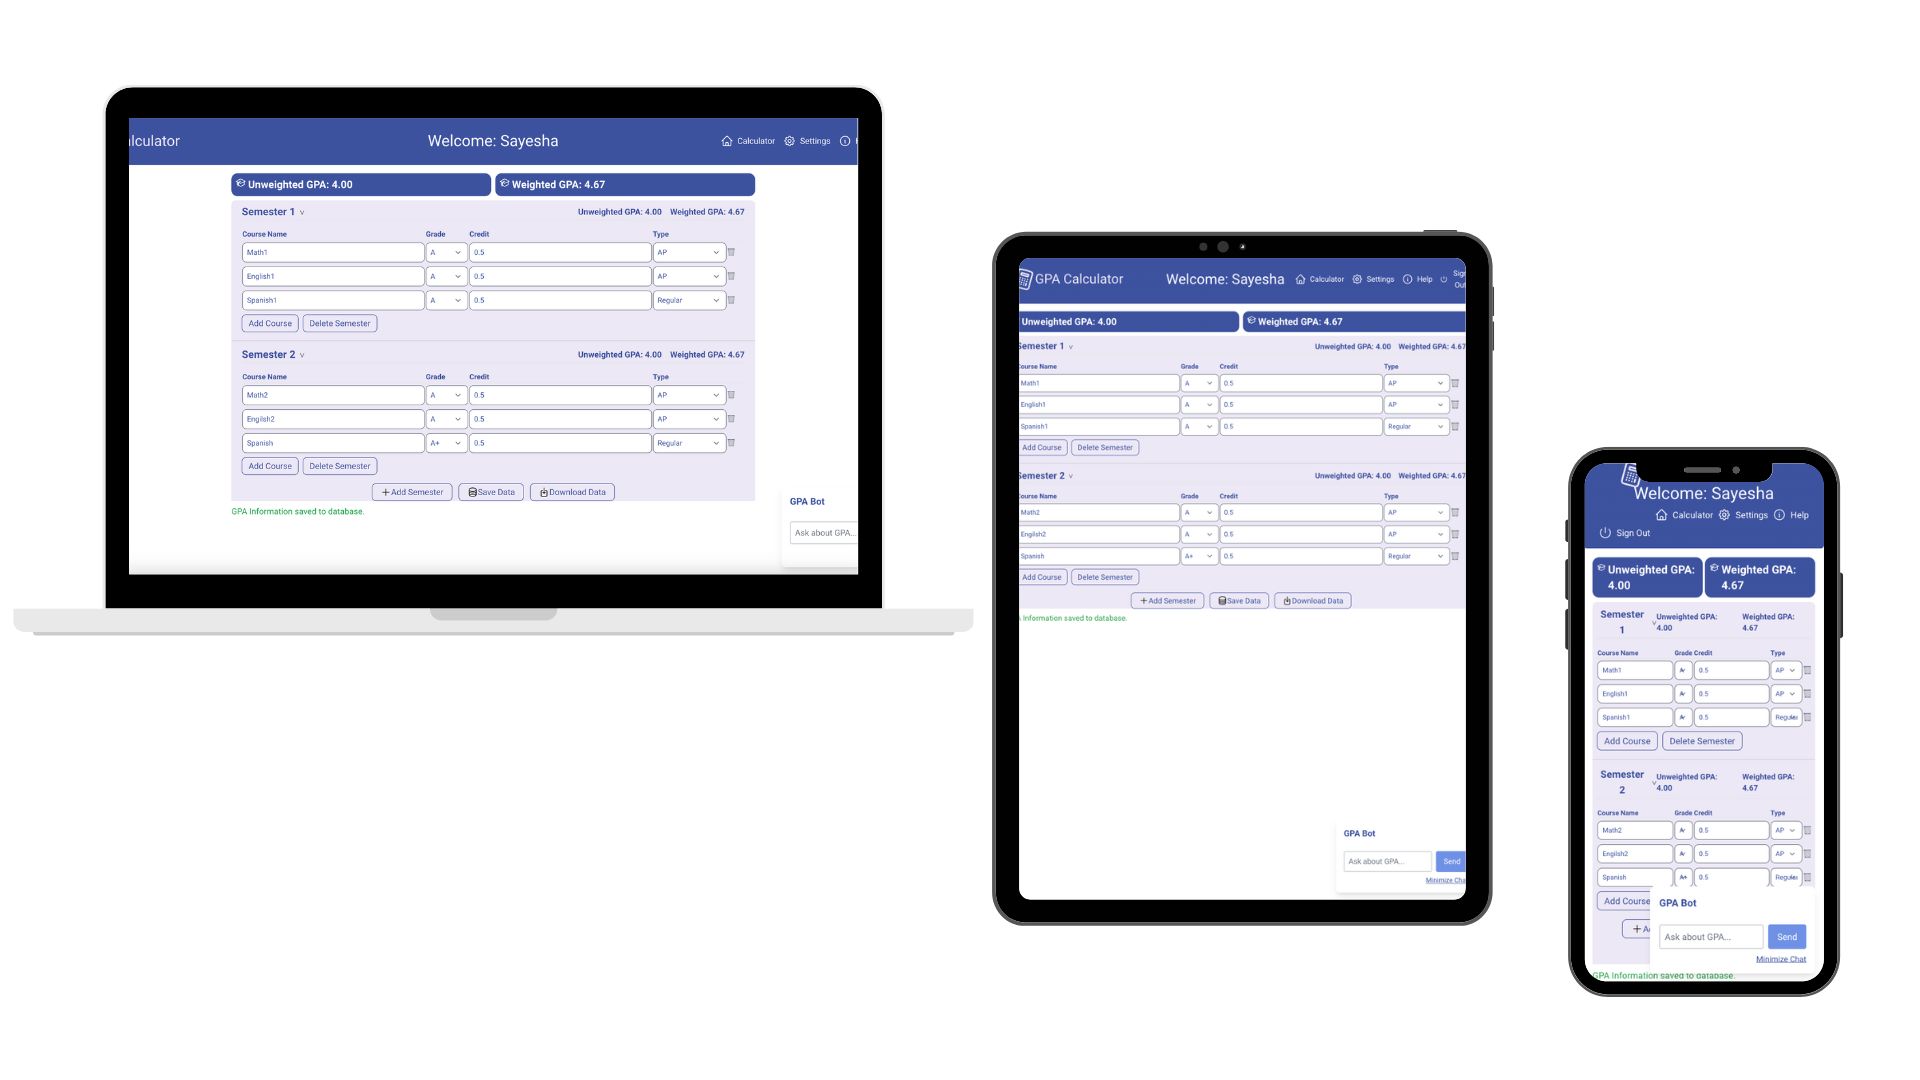 lculator Welcome: Sayesha Calculator Settings
Unweighted GPA: 4.00 Weighted GPA: 4.67
Semester 1 v Unweighted GPA: 4.00 Weighted GPA: 4.67
Course Name Grade Credit Type
Math1 A 0.5 AP
English1 A 0.5 AP
Spanish1 A 0.5 Regular
Add Course Delete Semester
Semester 2 v Unweighted GPA: 4.00 Weighted GPA: 4.67
Course Name Grade Credit Type
Math2 A 0.5 AP
Engilsh2 A 0.5 AP
Spanish A+ 0.5 Regular
Add Course Delete Semester
+ Add Semester Save Data Download Data
GPA Information saved to database.
GPA Bot
Ask about GPA...
GPA Calculator Welcome: Sayesha Calculator Settings Help Sig
Out
Unweighted GPA: 4.00 Weighted GPA: 4.67
Semester 1 v Unweighted GPA: 4.00 Weighted GPA: 4.67
ourse Name Grade Credit Type
Math1 A 0.5 AP
English1 A 0.5 AP
Spanish1 A 0.5 Regular
Add Course Delete Semester
Semester 2 v Unweighted GPA: 4.00 Weighted GPA: 4.67
ourse Name Grade Credit Type
Math2 A 0.5 AP
Engilsh2 A 0.5 AP
Spanish A+ 0.5 Regular
Add Course Delete Semester
+ Add Semester Save Data Download Data
Information saved to database.
GPA Bot
Ask about GPA... Send
Minimize Cha
Welcome: Sayesha
Calculator Settings Help
Sign Out
Unweighted GPA: Weighted GPA:
4.00 4.67
Semester Unweighted GPA: Weighted GPA:
1 v 4.00 4.67
Course Name Grade Credit Type
Math1 A 0.5 AP
English1 A 0.5 AP
Spanish1 A 0.5 Regular
Add Course Delete Semester
Semester Unweighted GPA: Weighted GPA:
2 v 4.00 4.67
Course Name Grade Credit Type
Math2 A 0.5 AP
Engilsh2 A 0.5 AP
Spanish A+ 0.5 Regular
Add Course
GPA Bot
+ A
Ask about GPA... Send
Minimize Chat
GPA Information saved to database.